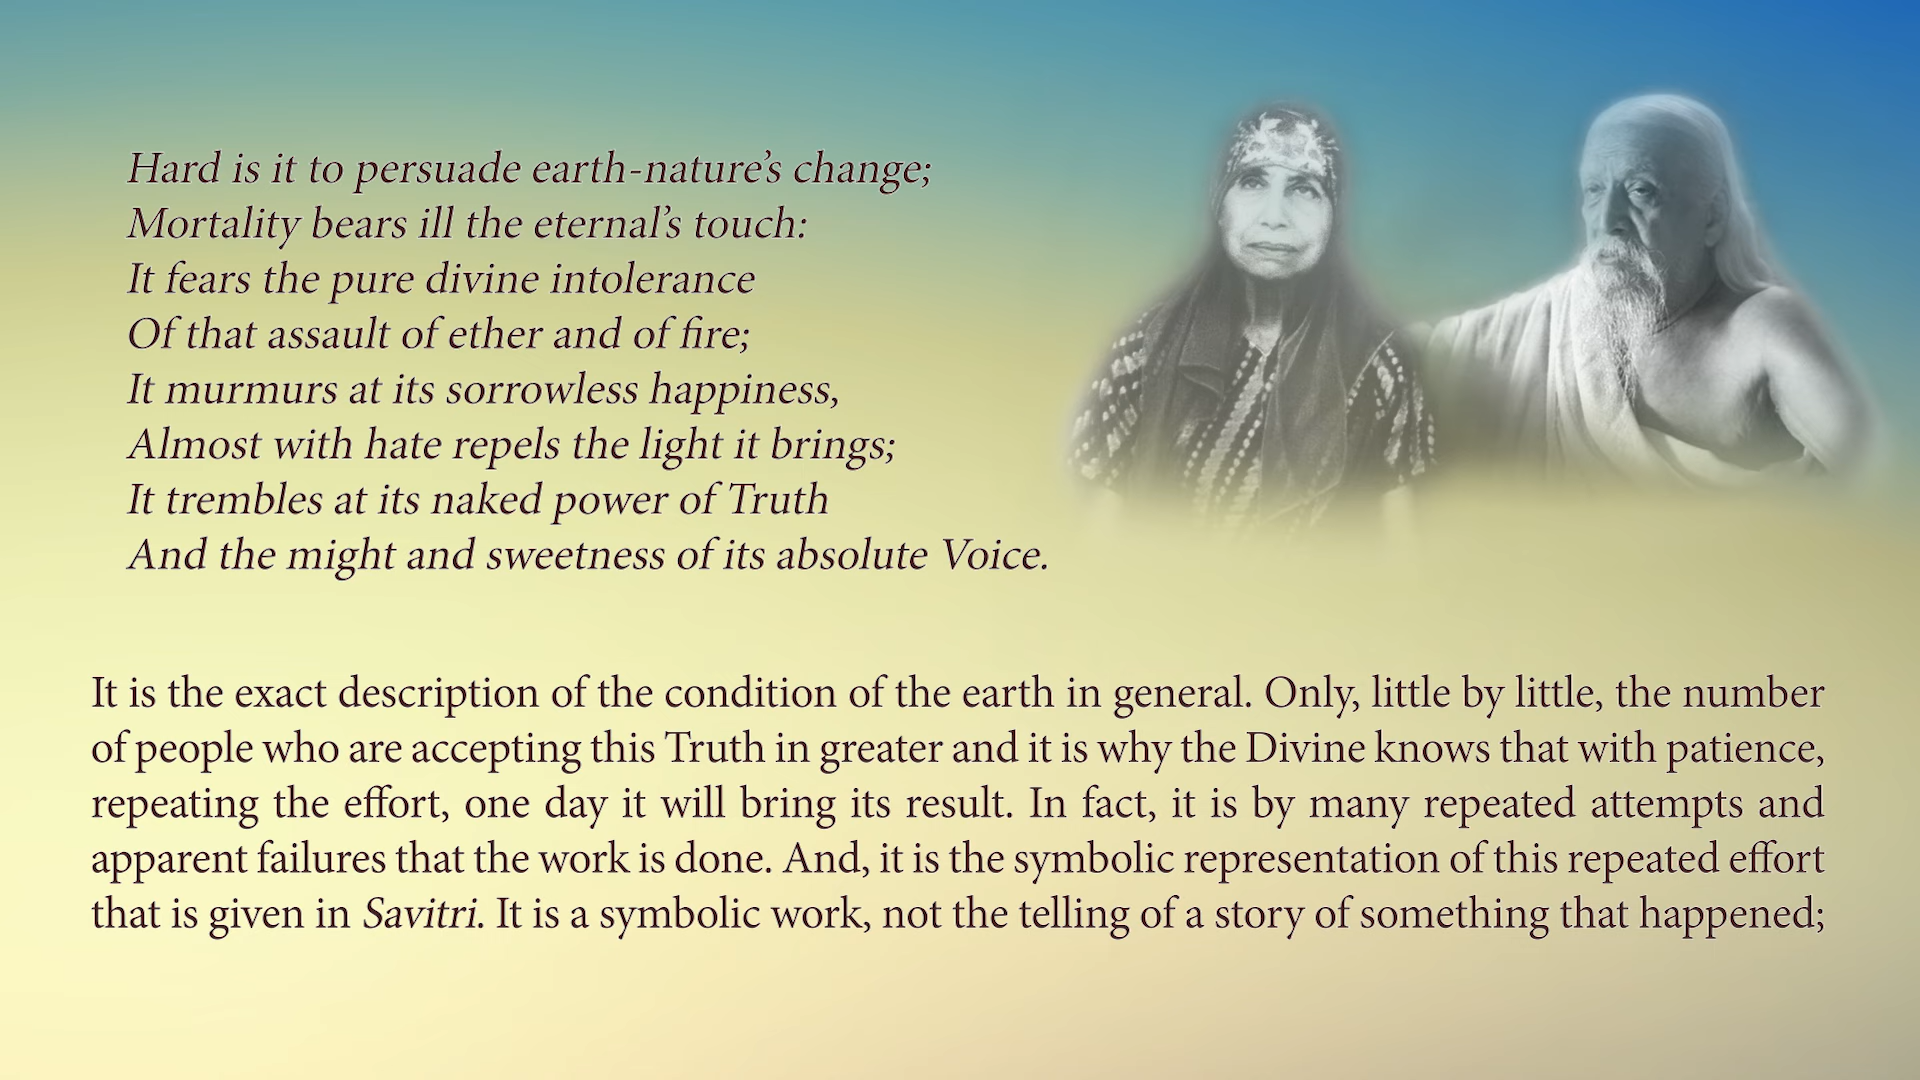 Hard is it to persuade earth-nature’s change;
Mortality bears ill the eternal’s touch:
It fears the pure divine intolerance
Of that assault of ether and of fire;
It murmurs at its sorrowless happiness,
Almost with hate repels the light it brings;
It trembles at its naked power of Truth
And the might and sweetness of its absolute Voice.
It is the exact description of the condition of the earth in general. Only, little by little, the number
of people who are accepting this Truth in greater and it is why the Divine knows that with patience,
repeating the effort, one day it will bring its result. In fact, it is by many repeated attempts and
apparent failures that the work is done. And, it is the symbolic representation of this repeated effort
that is given in Savitri. It is a symbolic work, not the telling of a story of something that happened;